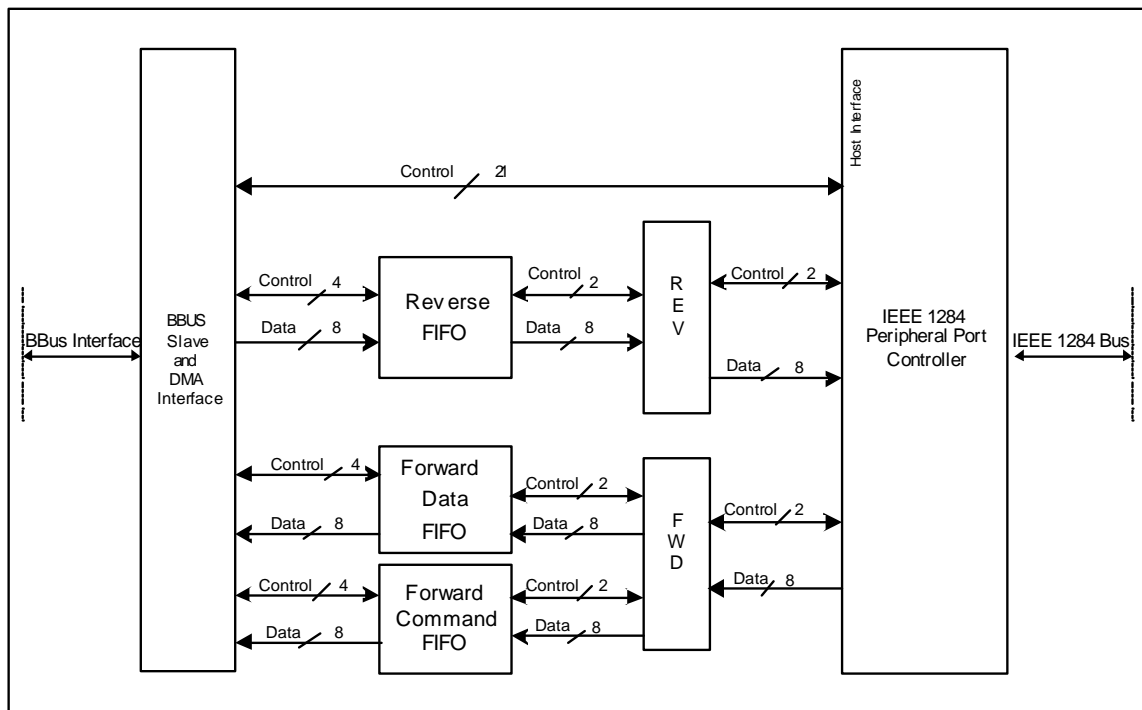 Host Interface
Control 21
Control 4
Control 2
Control 2
Reverse
FIFO
R
E
V
Data 8
Data 8
Data 8
BBus Interface
BBUS
Slave
and
DMA
Interface
IEEE 1284
Peripheral Port
Controller
IEEE 1284 Bus
Control 4
Forward
Data
FIFO
Control 2
Control 2
Data 8
Data 8
F
W
D
Control 4
Forward
Command
FIFO
Control 2
Data 8
Data 8
Data 8